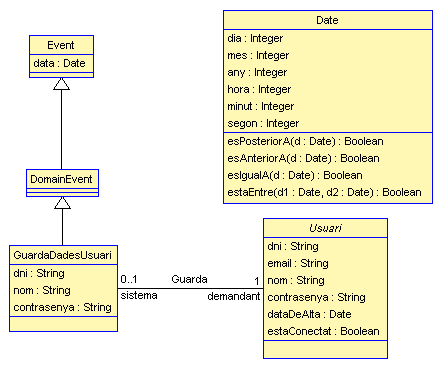 Event
data : Date
Date
dia : Integer
mes : Integer
any : Integer
hora : Integer
minut : Integer
segon : Integer
esPosteriorA(d : Date) : Boolean
esAnteriorA(d : Date) : Boolean
esIgualA(d : Date) : Boolean
estaEntre(d1 : Date, d2 : Date) : Boolean
DomainEvent
GuardaDadesUsuari
dni : String
nom : String
contrasenya : String
0..1 Guarda 1
sistema demandant
Usuari
dni : String
email : String
nom : String
contrasenya : String
dataDeAlta : Date
estaConectat : Boolean